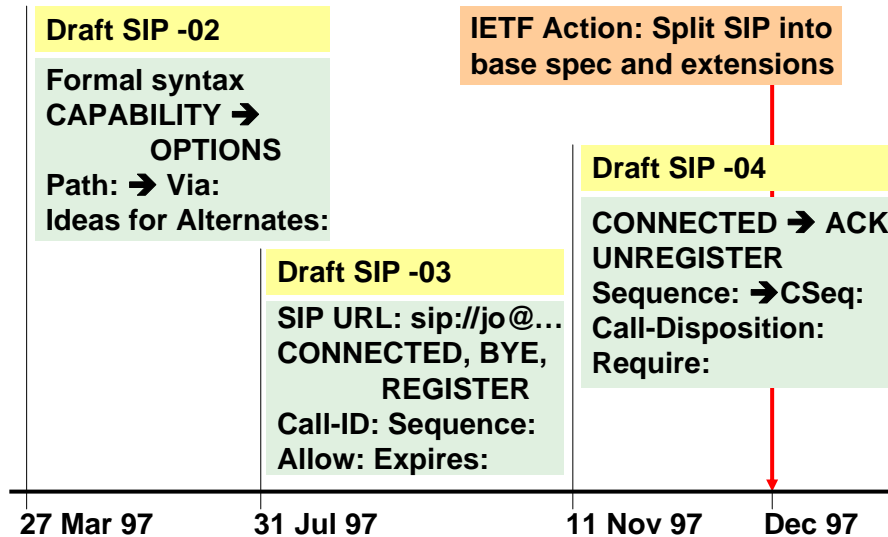 Draft SIP -02
Formal syntax
CAPABILITY ➔
OPTIONS
Path: ➔ Via:
Ideas for Alternates:
Draft SIP -03
SIP URL: sip://jo@…
CONNECTED, BYE,
REGISTER
Call-ID: Sequence:
Allow: Expires:
IETF Action: Split SIP into
base spec and extensions
Draft SIP -04
CONNECTED ➔ ACK
UNREGISTER
Sequence: ➔CSeq:
Call-Disposition:
Require:
27 Mar 97
31 Jul 97
11 Nov 97
Dec 97